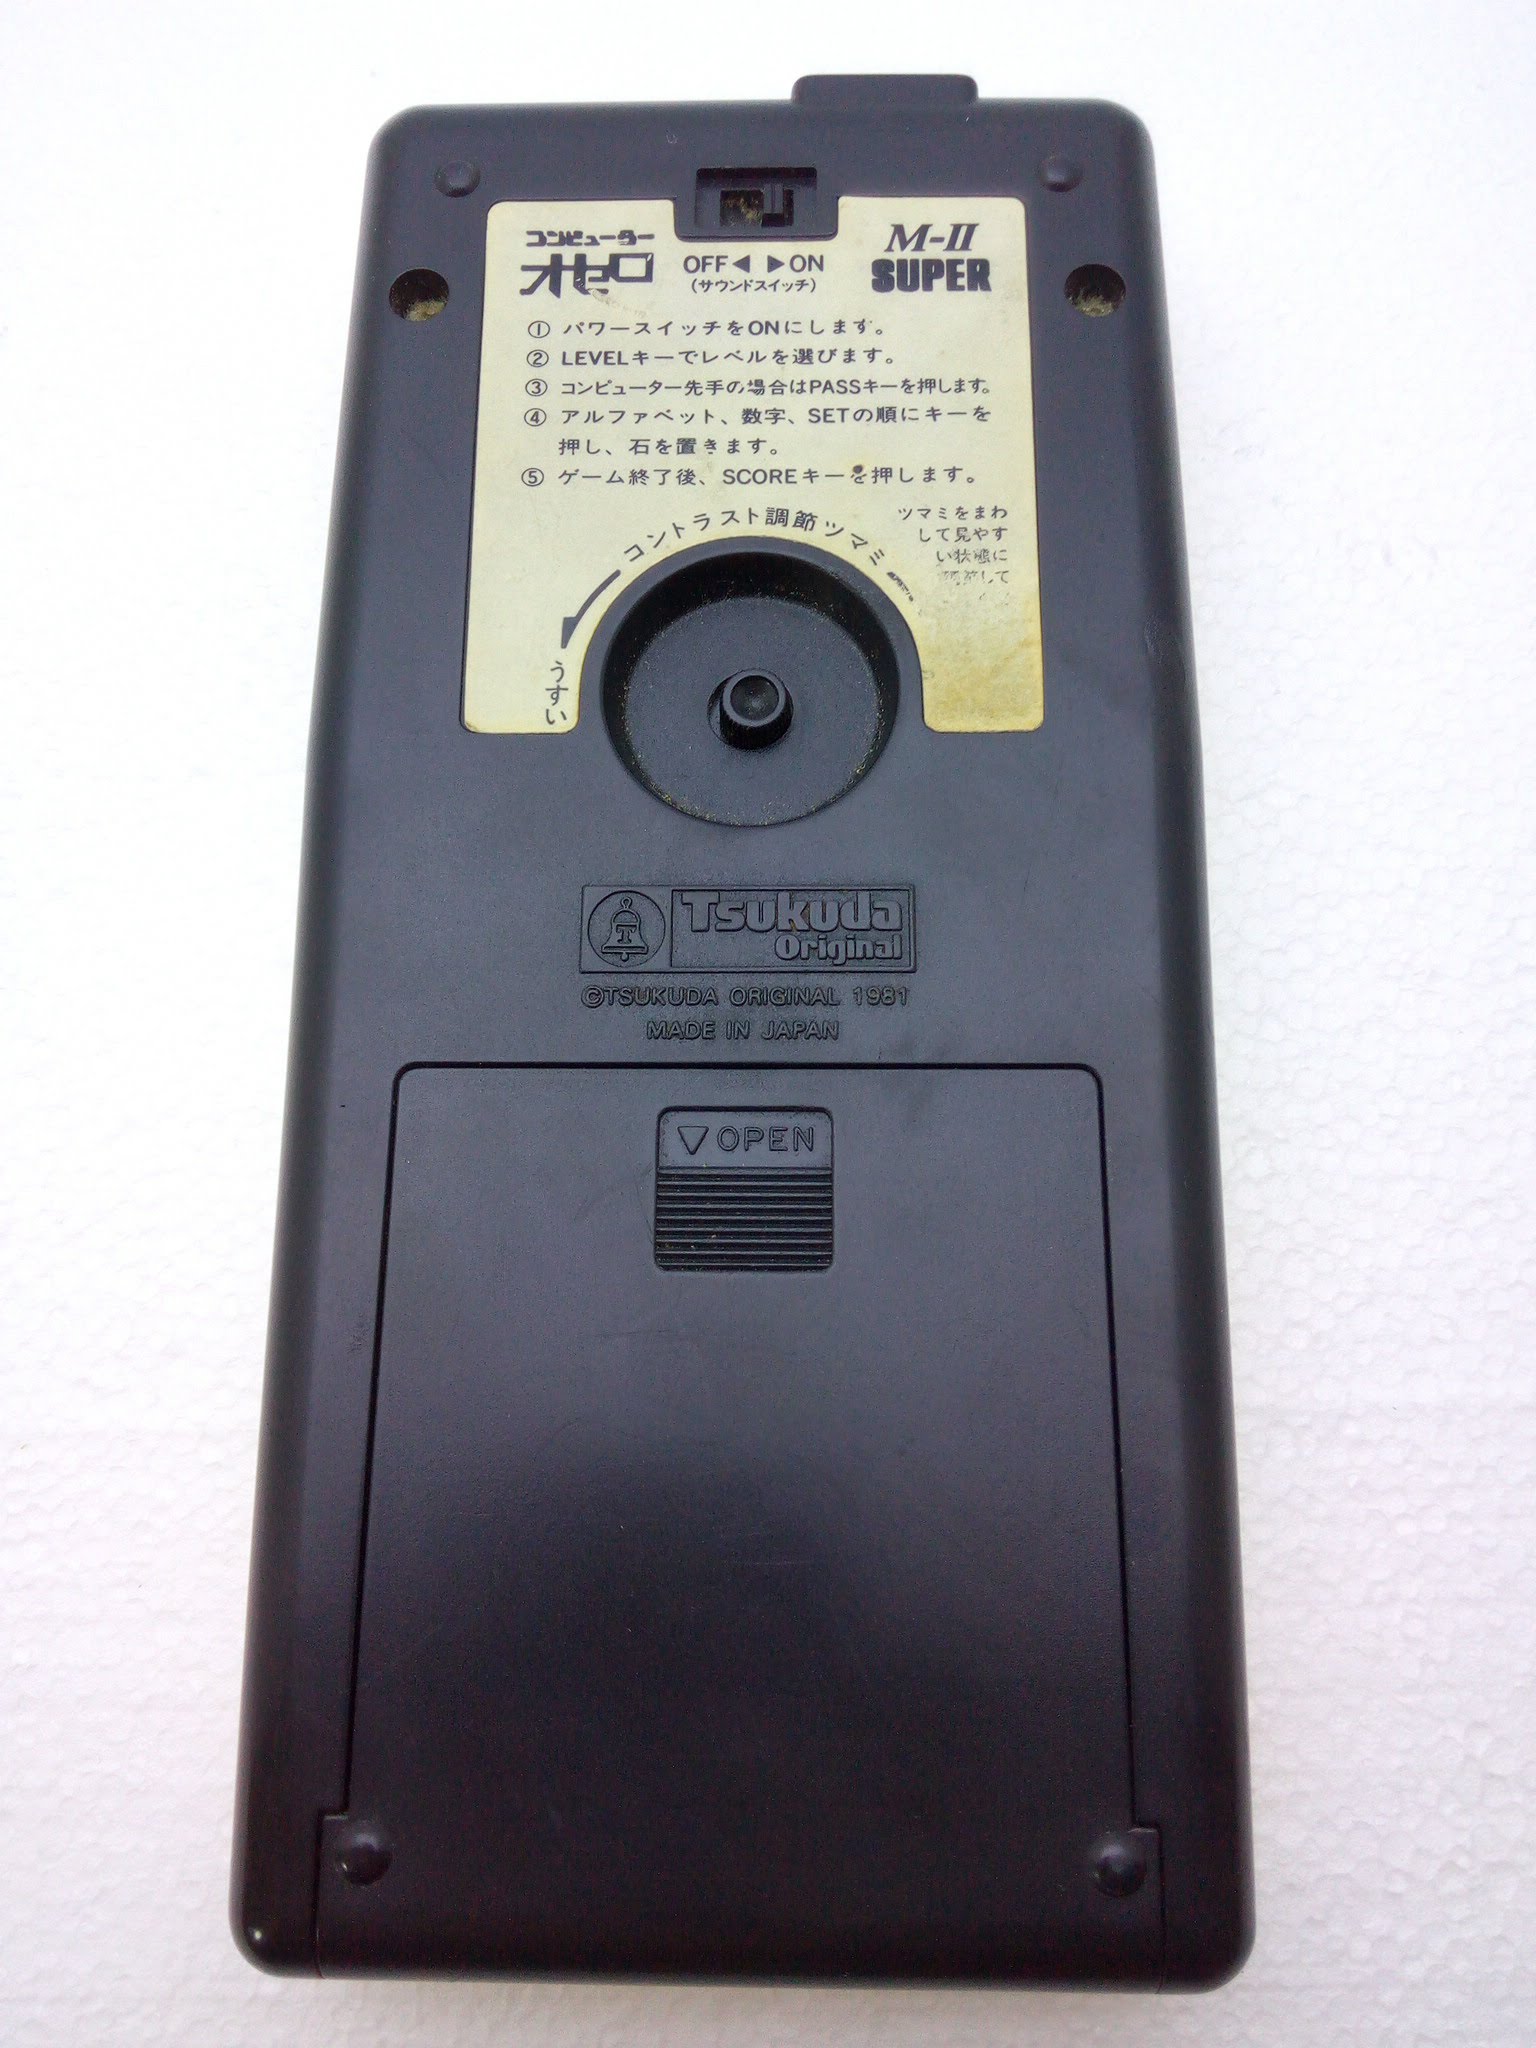 コンピューター
オセロ
OFF◀ ▶ON
(サウンドスイッチ)
M-II
SUPER
① パワースイッチをONにします。
② LEVELキーでレベルを選びます。
③ コンピューター先手の場合はPASSキーを押します。
④ アルファベット、数字、SETの順にキーを
押し、石を置きます。
⑤ ゲーム終了後、SCOREキーを押します。
コントラスト調節ツマミ
うすい
ツマミをまわ
して見やす
い状態に
して
T
Tsukuda
Original
©TSUKUDA ORIGINAL 1981
MADE IN JAPAN
▽OPEN